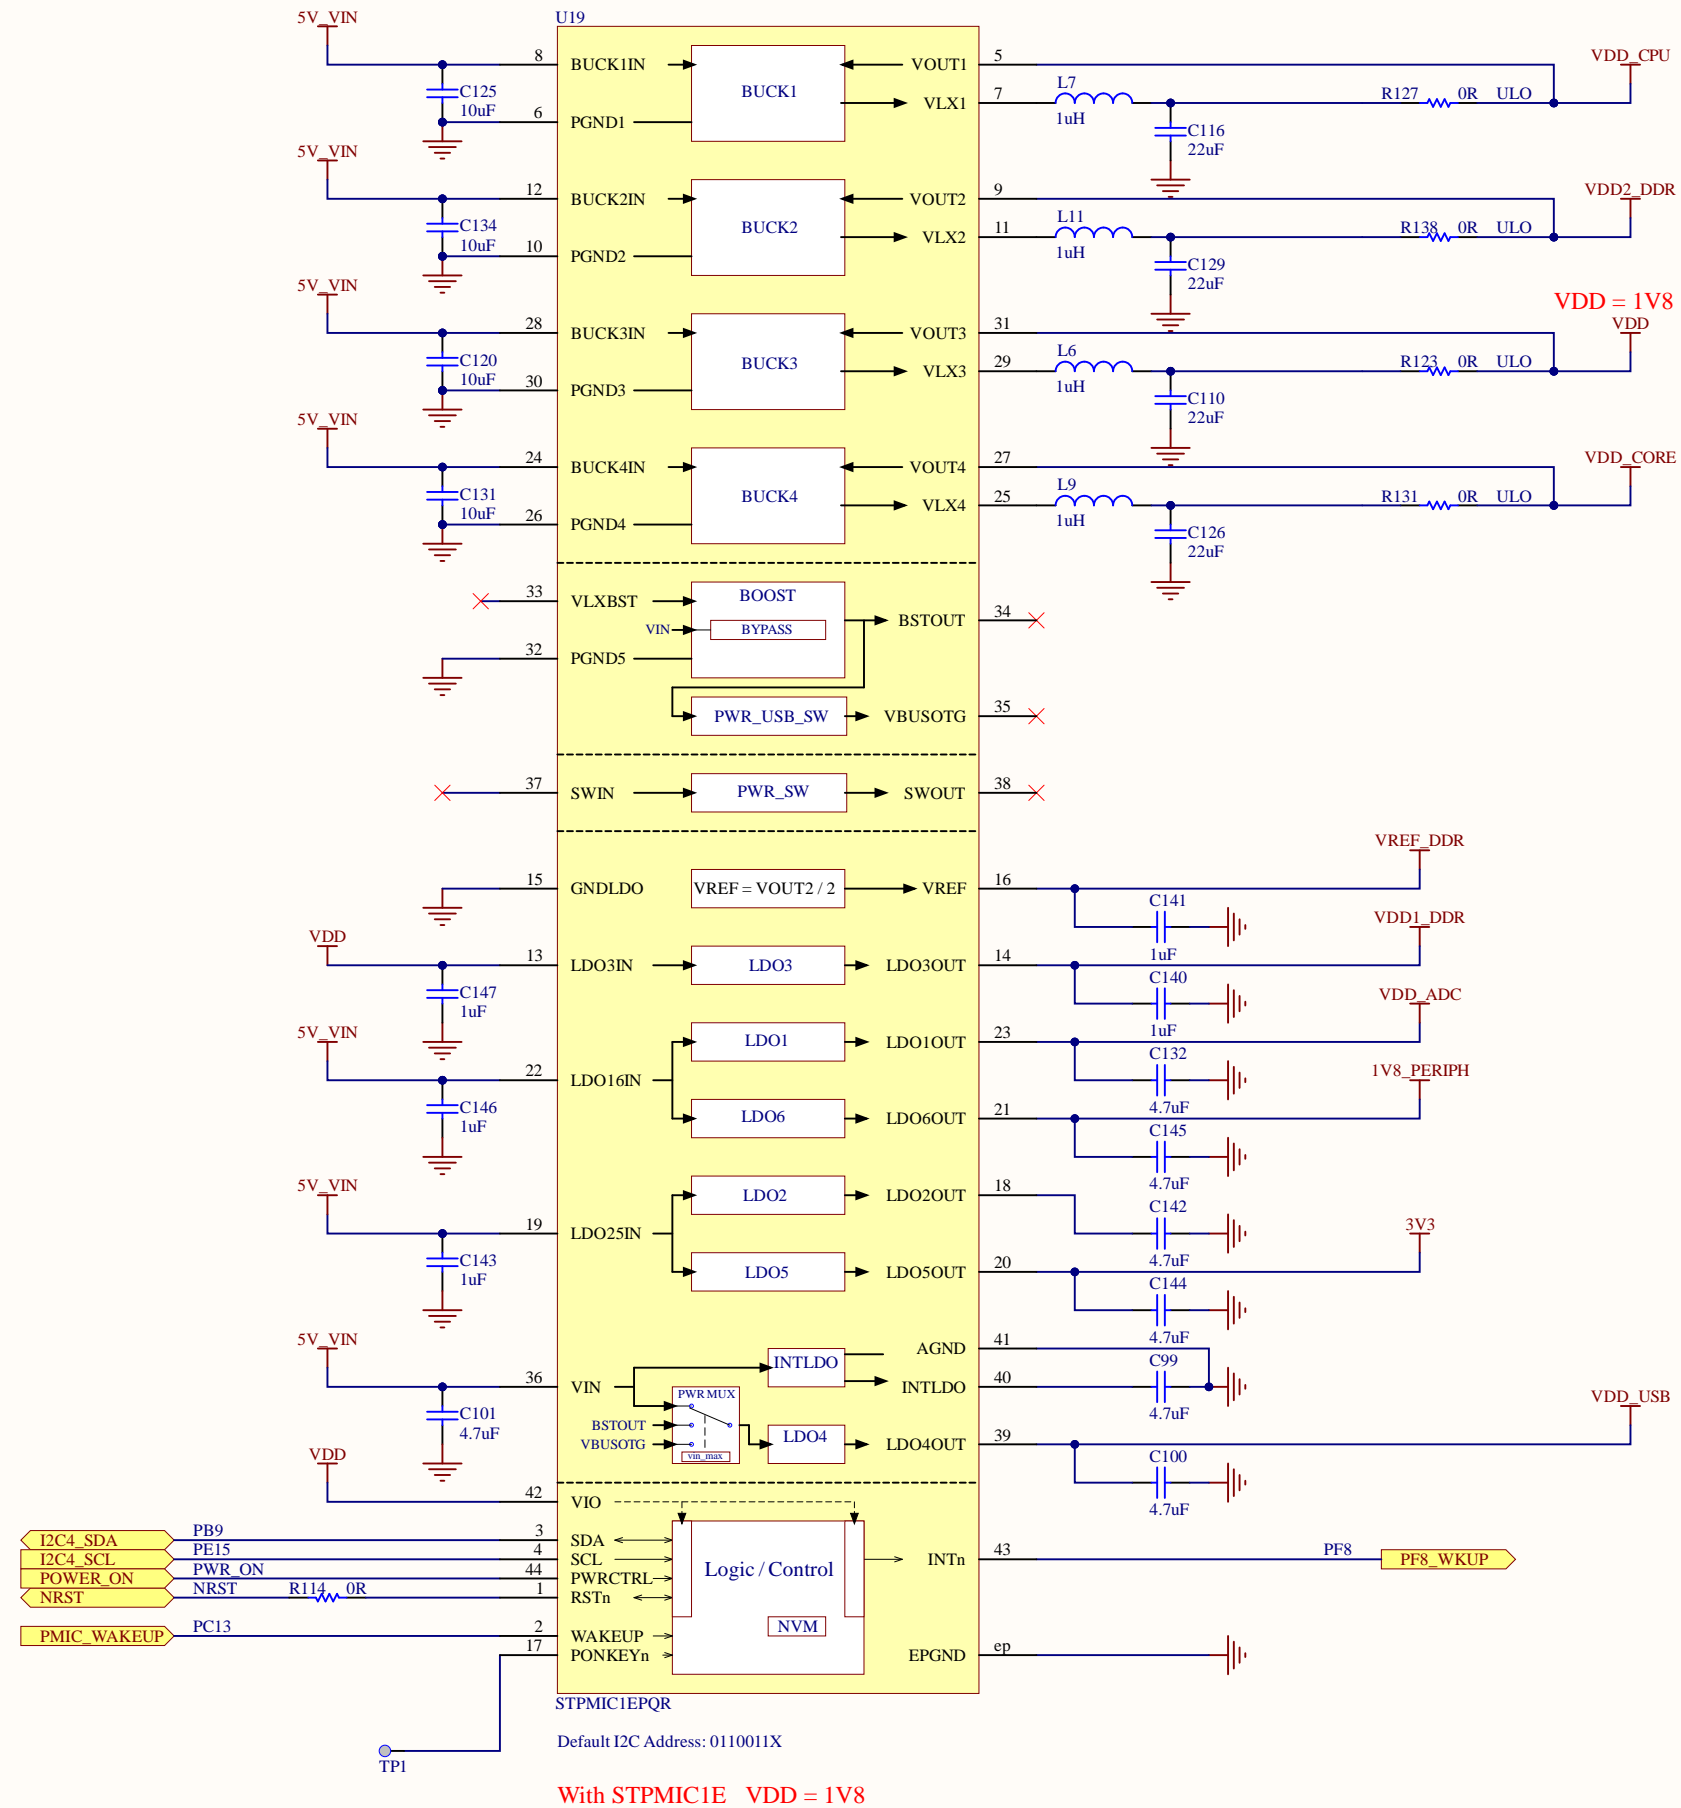 U19
5V_VIN
8 BUCK1IN BUCK1 VOUT1 5 VDD_CPU
C125
10uF
VLX1 7 L7 1uH R127 0R ULO
6 PGND1
C116
22uF
5V_VIN
12 BUCK2IN BUCK2 VOUT2 9 VDD2_DDR
C134
10uF
VLX2 11 L11 1uH R138 0R ULO
10 PGND2
C129
22uF
5V_VIN
VDD = 1V8
28 BUCK3IN BUCK3 VOUT3 31 VDD
C120
10uF
VLX3 29 L6 1uH R123 0R ULO
30 PGND3
C110
22uF
5V_VIN
24 BUCK4IN BUCK4 VOUT4 27 VDD_CORE
C131
10uF
VLX4 25 L9 1uH R131 0R ULO
26 PGND4
C126
22uF
33 VLXBST BOOST
BSTOUT 34
VIN BYPASS
32 PGND5
PWR_USB_SW VBUSOTG 35
37 SWIN PWR_SW SWOUT 38
VREF_DDR
15 GNDLDO VREF = VOUT2 / 2 VREF 16
C141
1uF
VDD
VDD1_DDR
13 LDO3IN LDO3 LDO3OUT 14
C147
1uF
C140
1uF
5V_VIN
VDD_ADC
LDO1 LDO1OUT 23
C132
4.7uF
22 LDO16IN
C146
1uF
1V8_PERIPH
LDO6 LDO6OUT 21
C145
4.7uF
5V_VIN
LDO2 LDO2OUT 18
C142
4.7uF
19 LDO25IN
C143
1uF
3V3
LDO5 LDO5OUT 20
C144
4.7uF
5V_VIN
INTLDO AGND 41
36 VIN INTLDO 40
C99
4.7uF
C101
4.7uF
PWR MUX
BSTOUT
VBUSOTG
vin_max
LDO4 LDO4OUT 39 VDD_USB
C100
4.7uF
VDD
42 VIO
I2C4_SDA PB9 3 SDA
I2C4_SCL PE15 4 SCL Logic / Control INTn 43 PF8 PF8_WKUP
POWER_ON PWR_ON 44 PWRCTRL
NRST NRST R114 0R 1 RSTn
NVM
PMIC_WAKEUP PC13 2 WAKEUP
17 PONKEYn EPGND ep
STPMIC1EPQR
Default I2C Address: 0110011X
TP1
With STPMIC1E VDD = 1V8